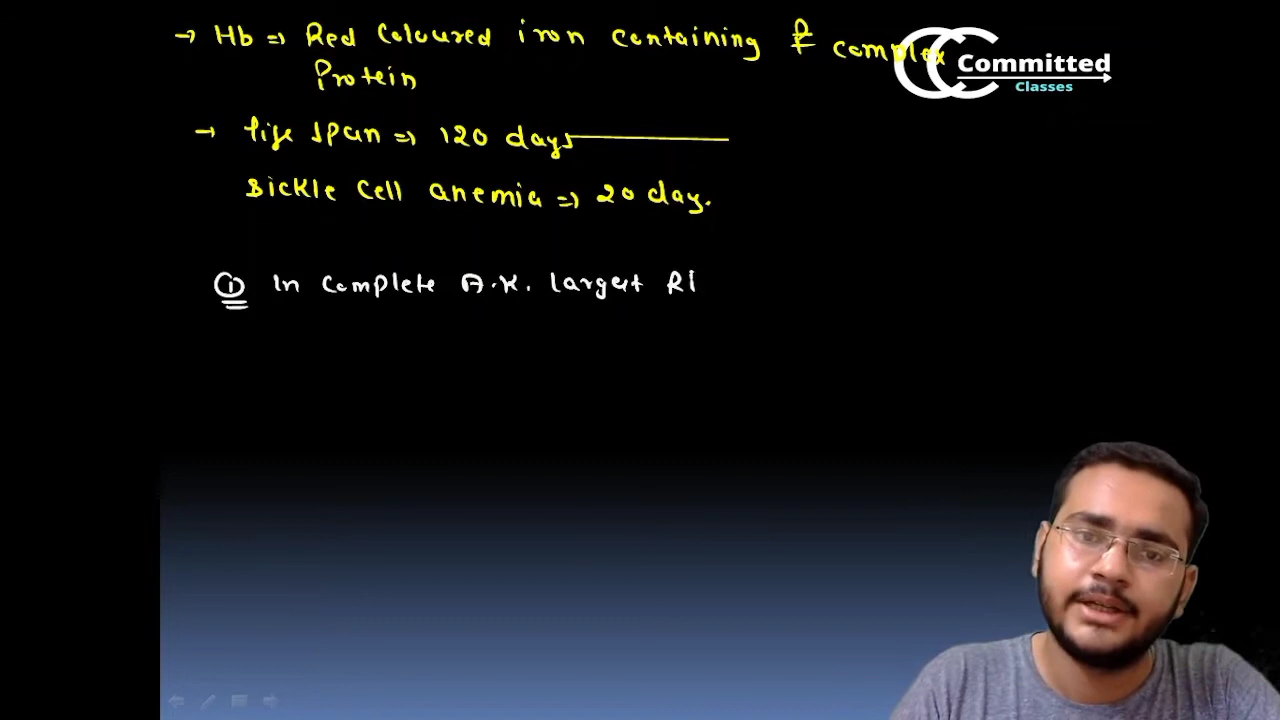 → Hb ⇒ Red Coloured iron containing complex
Protein
→ life span ⇒ 120 days
Sickle Cell anemia ⇒ 20 day.
① In Complete A.K. largest R
Committed
Classes